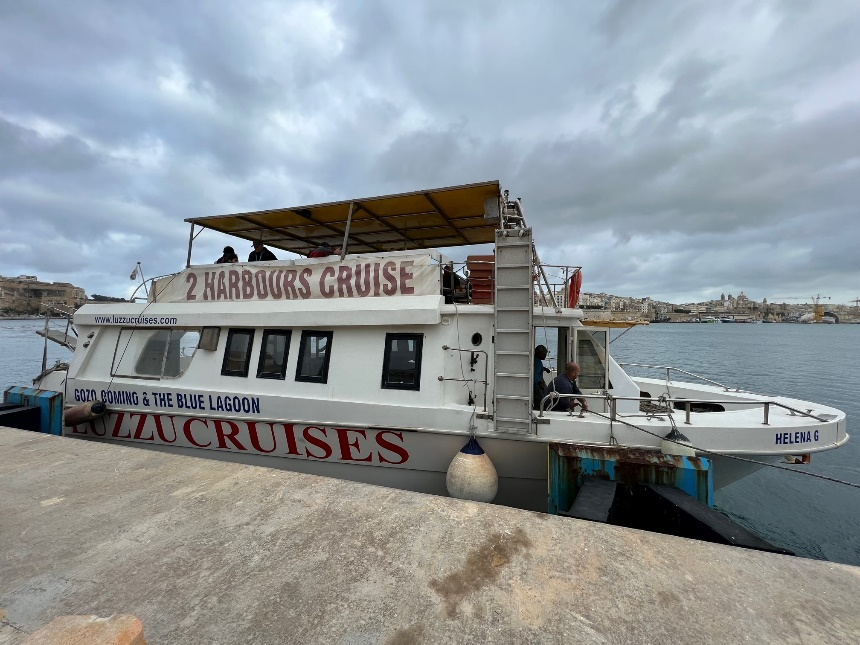 2 HARBOURS CRUISE
www.luzzucruises.com
GOZO, COMINO & THE BLUE LAGOON
LUZZU CRUISES
HELENA G